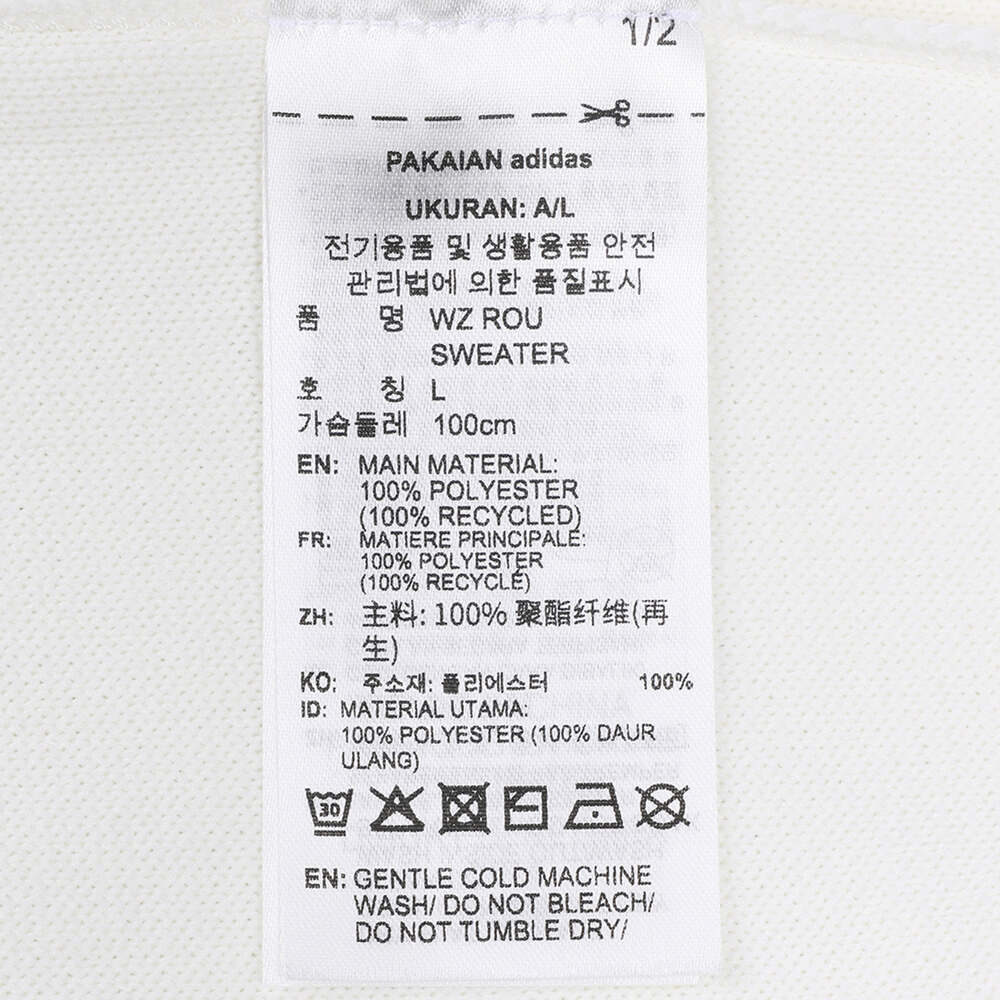 1/2
PAKAIAN adidas
UKURAN: A/L
전기용품 및 생활용품 안전
관리법에 의한 품질표시
품 명 WZ ROU
SWEATER
호 칭 L
가슴둘레 100cm
EN: MAIN MATERIAL:
100% POLYESTER
(100% RECYCLED)
FR: MATIERE PRINCIPALE:
100% POLYESTER
(100% RECYCLÉ)
ZH: 主料: 100% 聚酯纤维(再
生)
KO: 주소재: 폴리에스터 100%
ID: MATERIAL UTAMA:
100% POLYESTER (100% DAUR
ULANG)
30
EN: GENTLE COLD MACHINE
WASH/ DO NOT BLEACH/
DO NOT TUMBLE DRY/